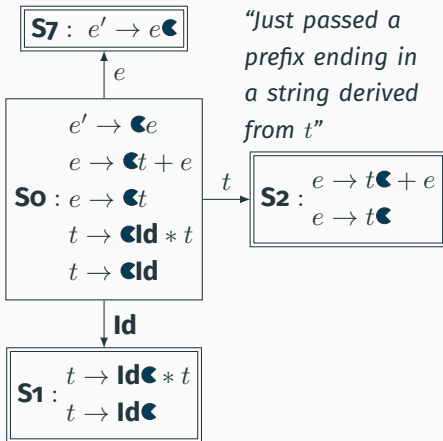 S7 : e′ → e
“Just passed a
prefix ending in
a string derived
from t”
e
S0 :
e′ → e
e → t + e
e → t
t → Id ∗ t
t → Id
t
S2 :
e → t + e
e → t
Id
S1 :
t → Id ∗ t
t → Id